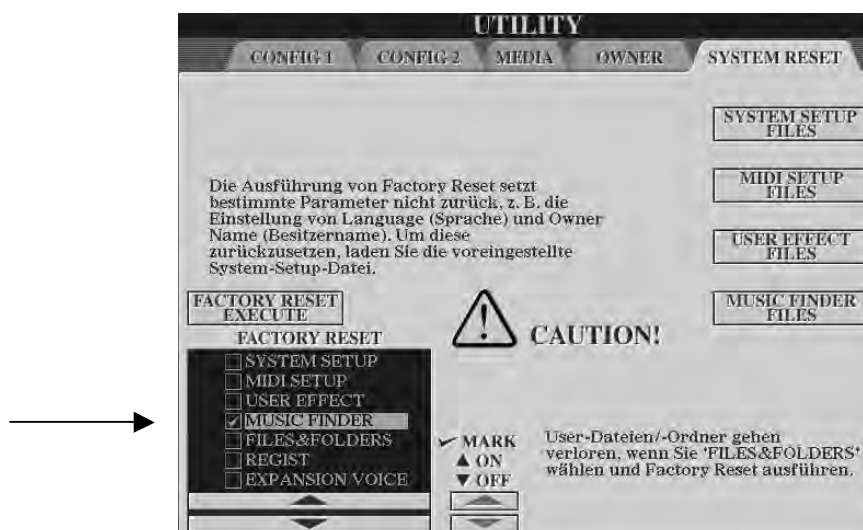 UTILITY
CONFIG 1
CONFIG 2
MEDIA
OWNER
SYSTEM RESET
SYSTEM SETUP
FILES
MIDI SETUP
FILES
USER EFFECT
FILES
MUSIC FINDER
FILES
Die Ausführung von Factory Reset setzt
bestimmte Parameter nicht zurück, z. B. die
Einstellung von Language (Sprache) und Owner
Name (Besitzername). Um diese
zurückzusetzen, laden Sie die voreingestellte
System-Setup-Datei.
FACTORY RESET
EXECUTE
CAUTION!
FACTORY RESET
SYSTEM SETUP
MIDI SETUP
USER EFFECT
MUSIC FINDER
FILES&FOLDERS
REGIST
EXPANSION VOICE
MARK
ON
OFF
User-Dateien/-Ordner gehen
verloren, wenn Sie 'FILES&FOLDERS'
wählen und Factory Reset ausführen.